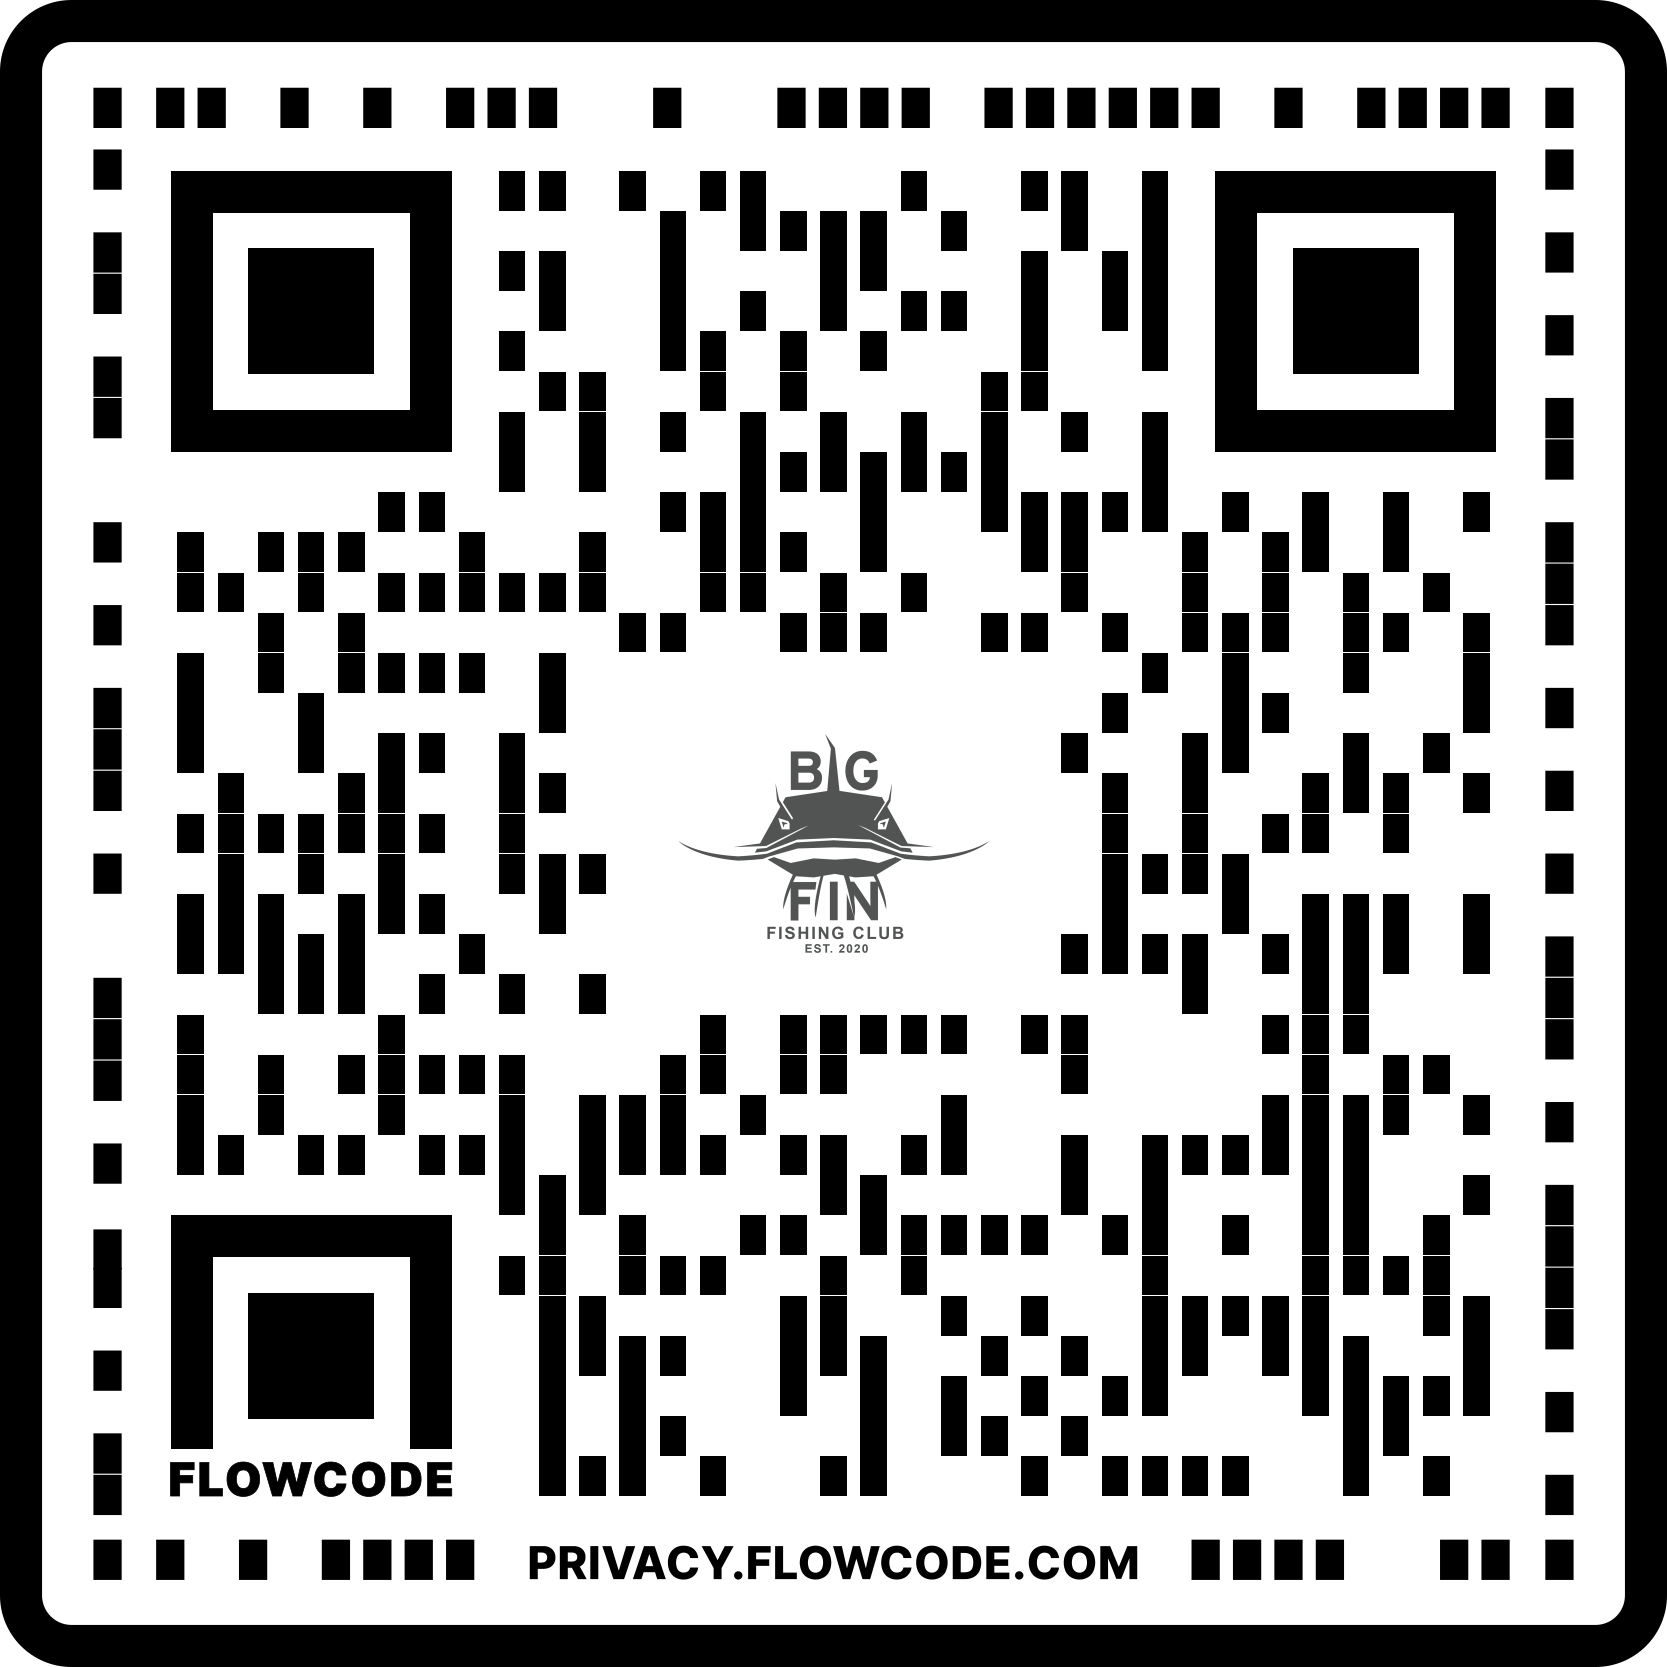 BIG
FIN
FISHING CLUB
EST. 2020
FLOWCODE
PRIVACY.FLOWCODE.COM